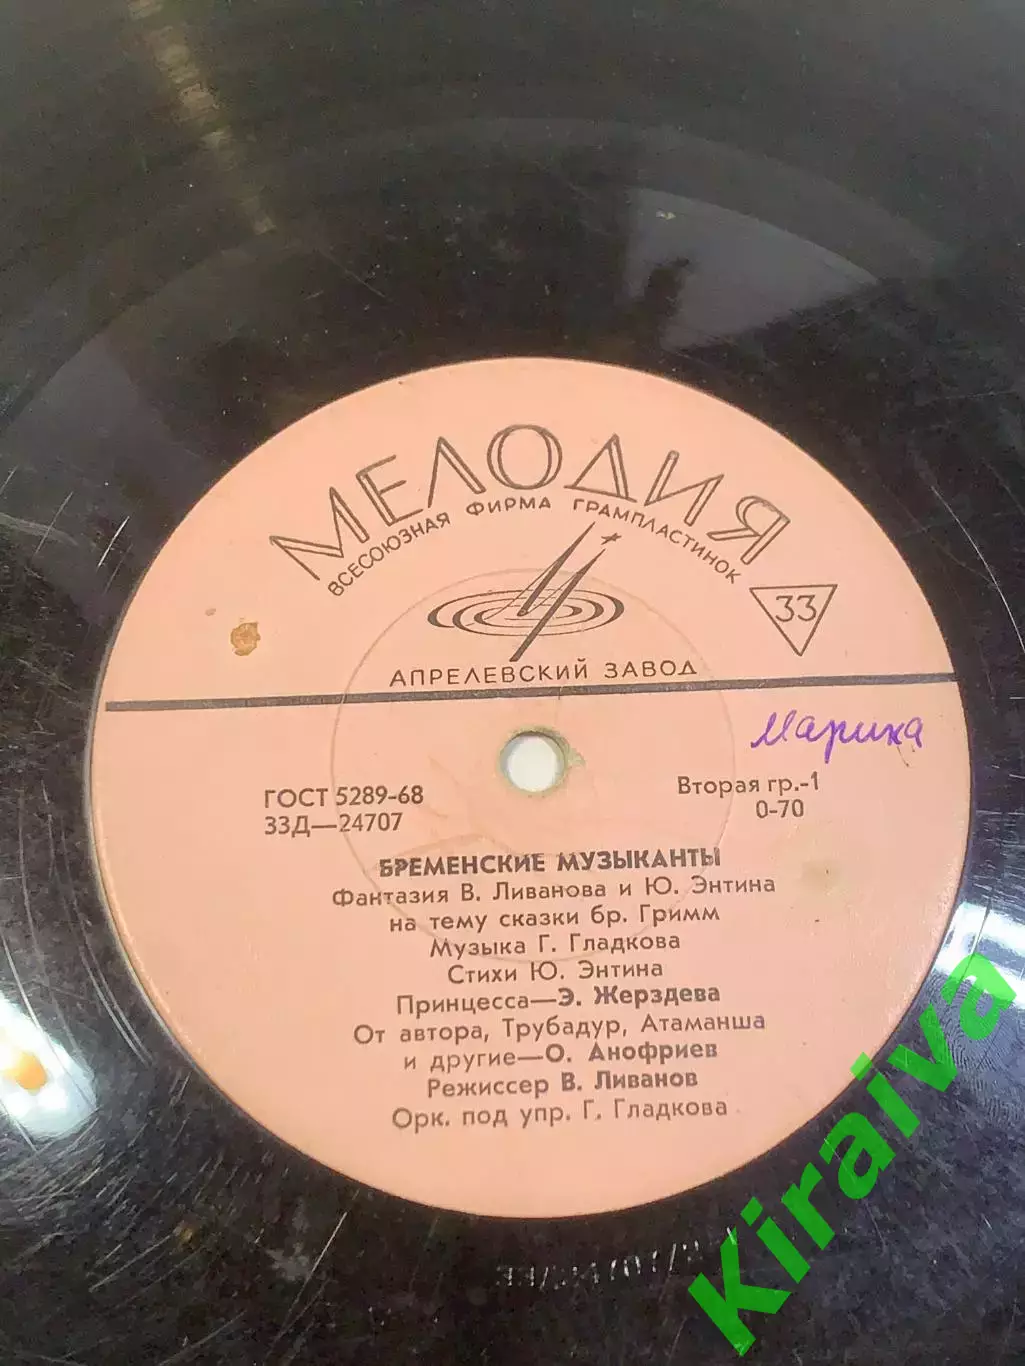 МЕЛОДИЯ
ВСЕСОЮЗНАЯ ФИРМА ГРАМПЛАСТИНОК
33
АПРЕЛЕВСКИЙ ЗАВОД
Марина
ГОСТ 5289-68
33Д—24707
Вторая гр.-1
0-70
БРЕМЕНСКИЕ МУЗЫКАНТЫ
Фантазия В. Ливанова и Ю. Энтина
на тему сказки бр. Гримм
Музыка Г. Гладкова
Стихи Ю. Энтина
Принцесса—Э. Жерздева
От автора, Трубадур, Атаманша
и другие—О. Анофриев
Режиссер В. Ливанов
Орк. под упр. Г. Гладкова
Kiraiva